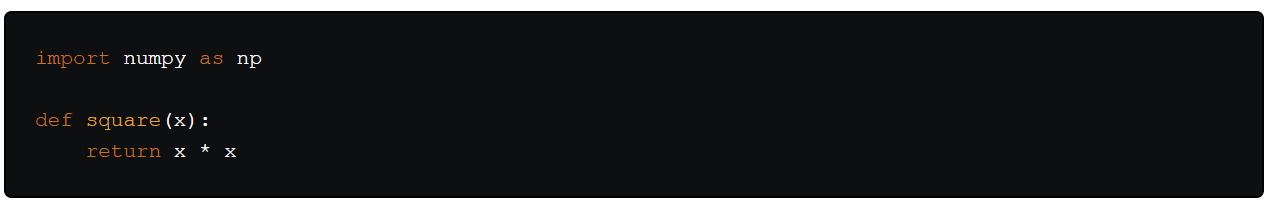 import numpy as np
def square(x):
    return x * x